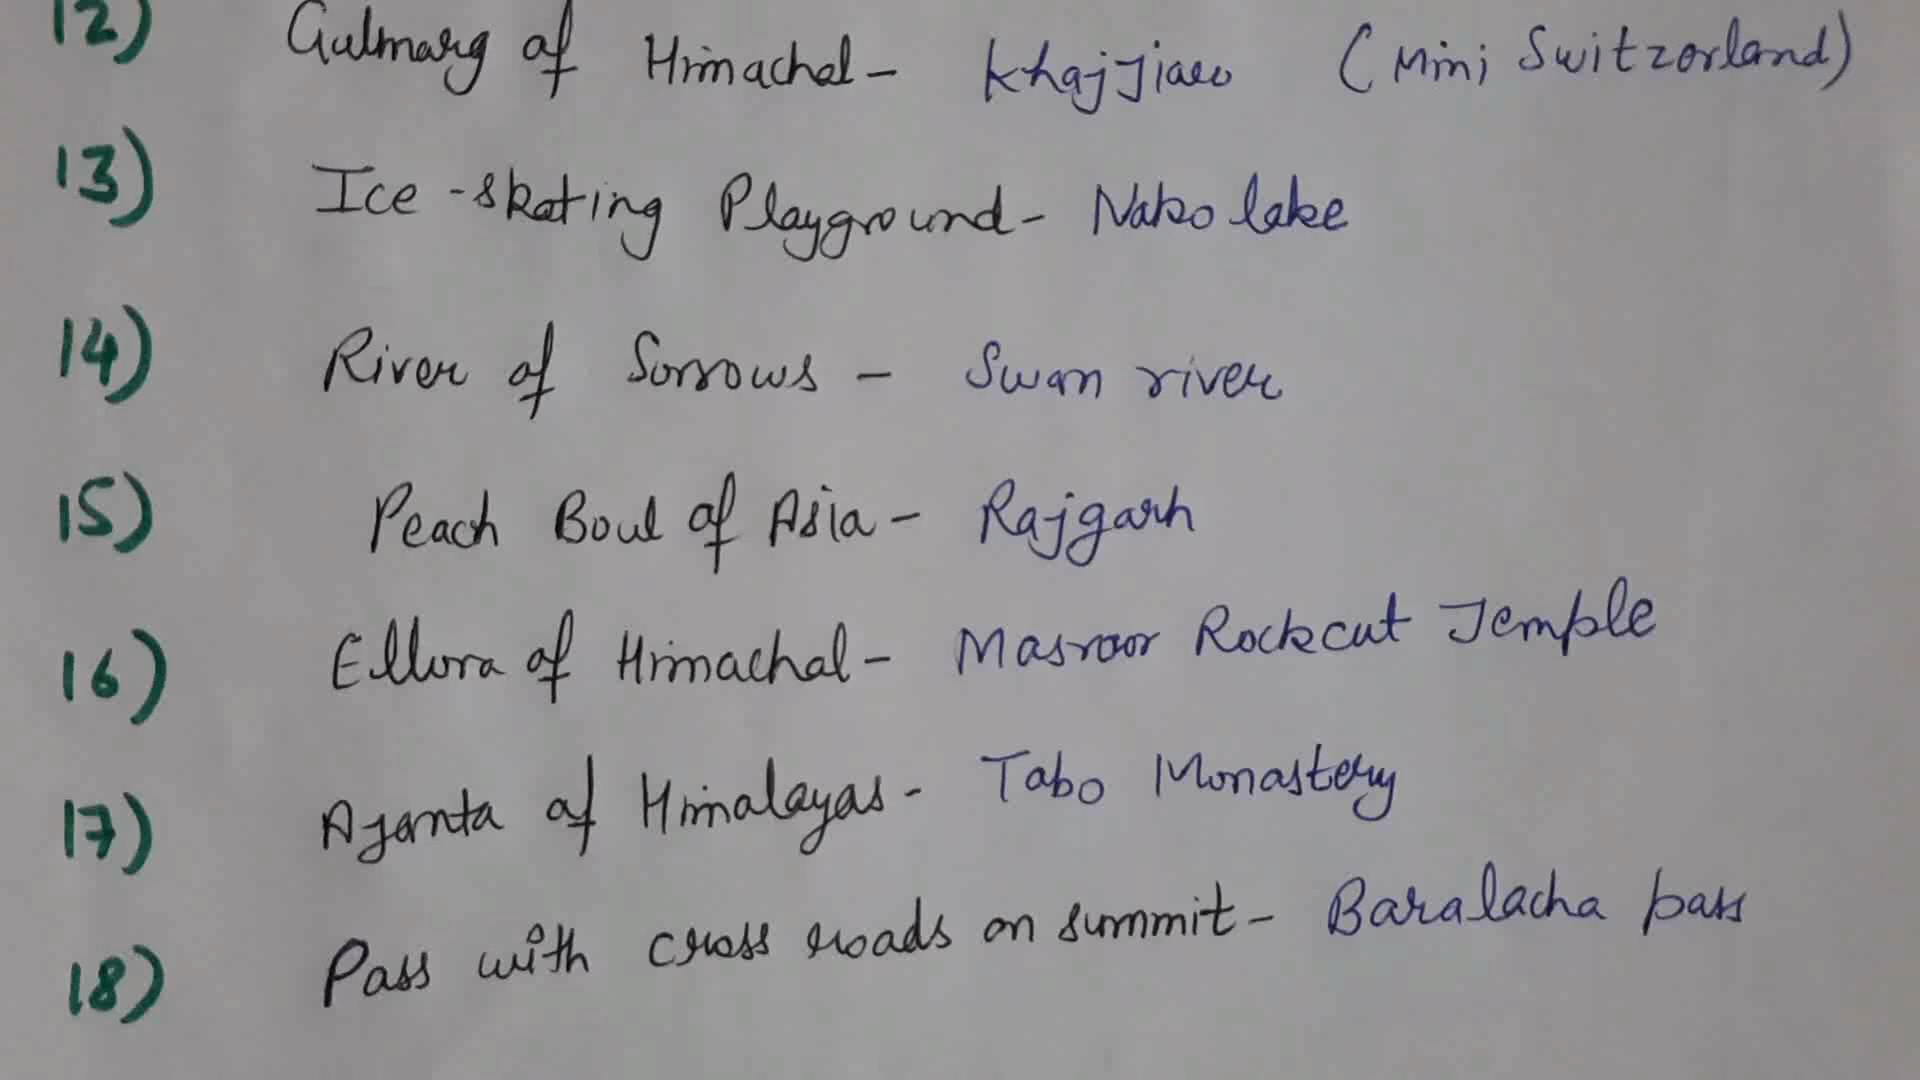 12) Gulmarg of Himachal - Khajjiar (Mini Switzorland)
13) Ice-skating Playground - Nako lake
14) River of Sorrows - Swan river
15) Peach Boul of Asia - Rajgarh
16) Ellora of Himachal - Masroor Rockcut Temple
17) Ajanta of Himalayas - Tabo Monastery
18) Pass with cross roads on summit - Baralacha pass